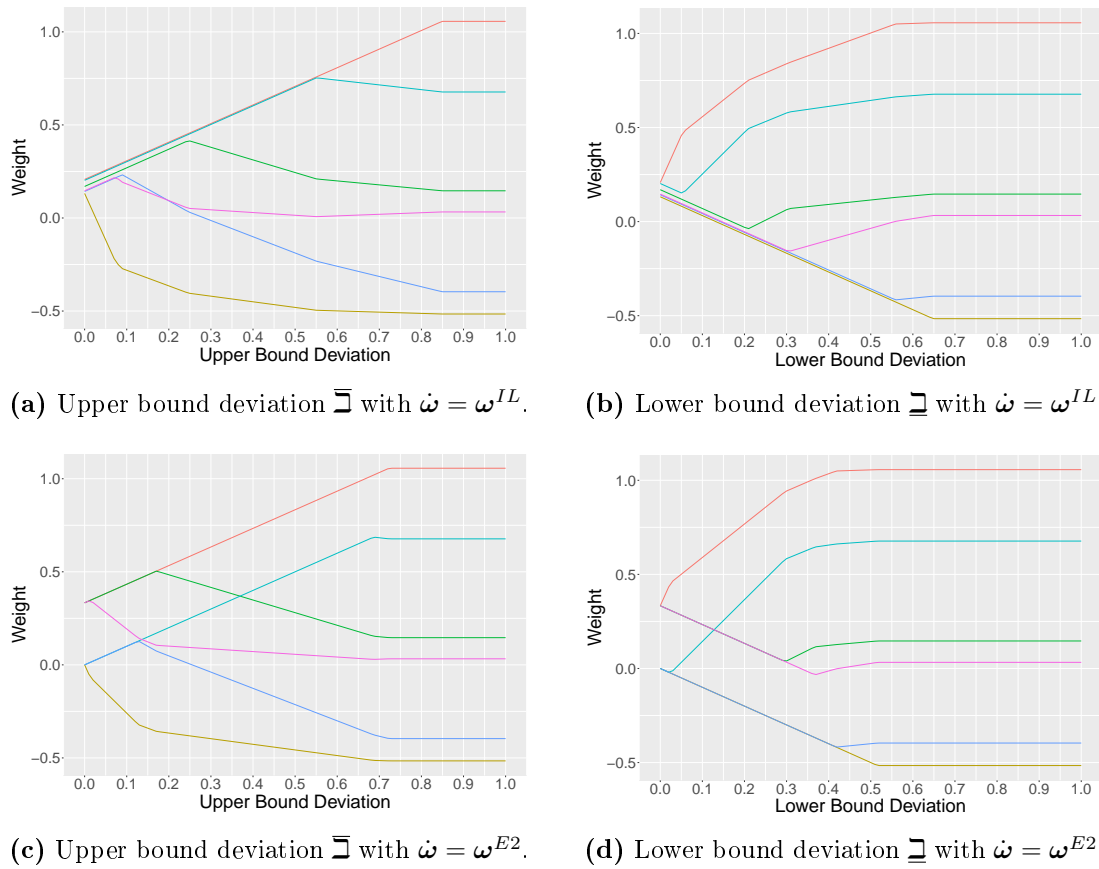 1.0
0.5
0.0
−0.5
Weight
0.0 0.1 0.2 0.3 0.4 0.5 0.6 0.7 0.8 0.9 1.0
Upper Bound Deviation
(a) Upper bound deviation ℶ̅ with ω̇ = ω^{IL}.
1.0
0.5
0.0
−0.5
Weight
0.0 0.1 0.2 0.3 0.4 0.5 0.6 0.7 0.8 0.9 1.0
Lower Bound Deviation
(b) Lower bound deviation ℶ̲ with ω̇ = ω^{IL}
1.0
0.5
0.0
−0.5
Weight
0.0 0.1 0.2 0.3 0.4 0.5 0.6 0.7 0.8 0.9 1.0
Upper Bound Deviation
(c) Upper bound deviation ℶ̅ with ω̇ = ω^{E2}.
1.0
0.5
0.0
−0.5
Weight
0.0 0.1 0.2 0.3 0.4 0.5 0.6 0.7 0.8 0.9 1.0
Lower Bound Deviation
(d) Lower bound deviation ℶ̲ with ω̇ = ω^{E2}